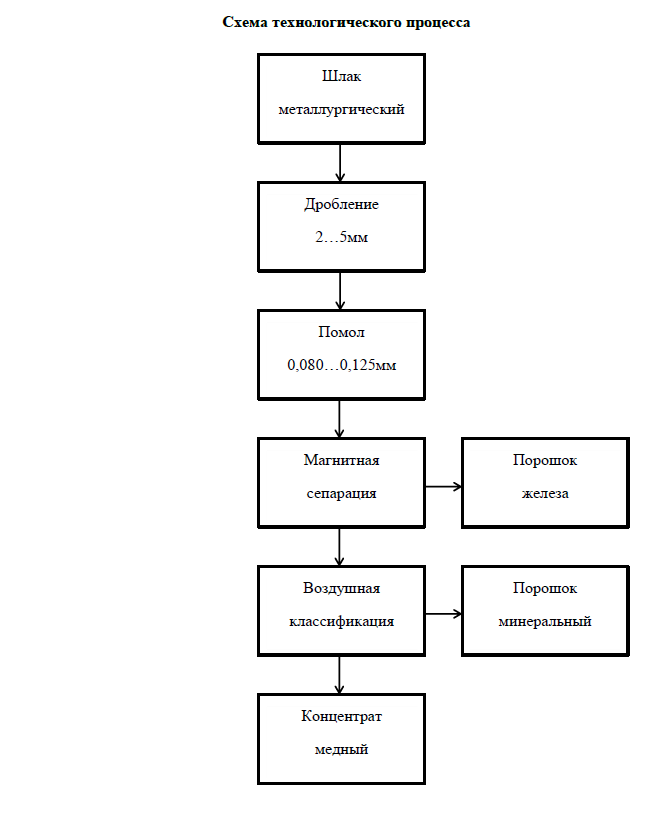 Схема технологического процесса
Шлак
металлургический
Дробление
2…5мм
Помол
0,080…0,125мм
Магнитная
сепарация
Порошок
железа
Воздушная
классификация
Порошок
минеральный
Концентрат
медный